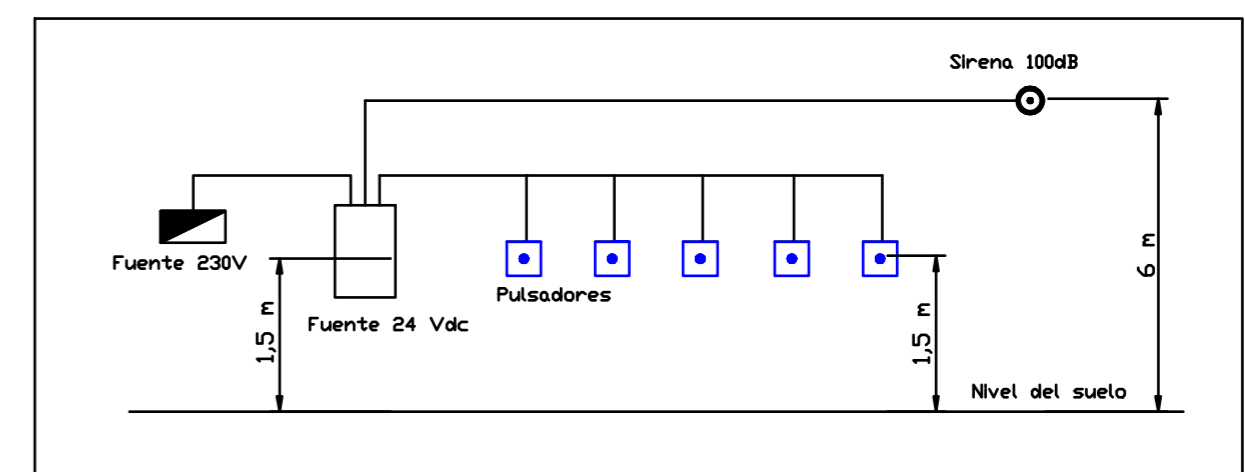 Sirena 100dB
Fuente 230V
Pulsadores
Fuente 24 Vdc
1,5 m
1,5 m
6 m
Nivel del suelo